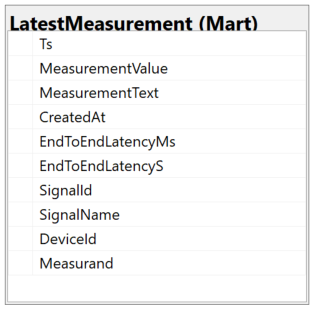 LatestMeasurement (Mart)
Ts
MeasurementValue
MeasurementText
CreatedAt
EndToEndLatencyMs
EndToEndLatencyS
SignalId
SignalName
DeviceId
Measurand